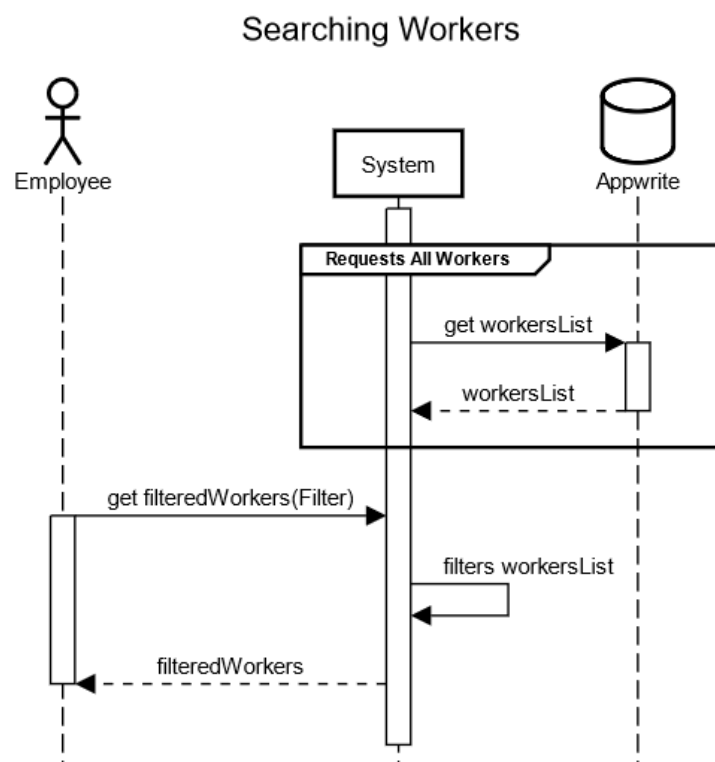 Searching Workers
Employee
System
Appwrite
Requests All Workers
get workersList
workersList
get filteredWorkers(Filter)
filters workersList
filteredWorkers